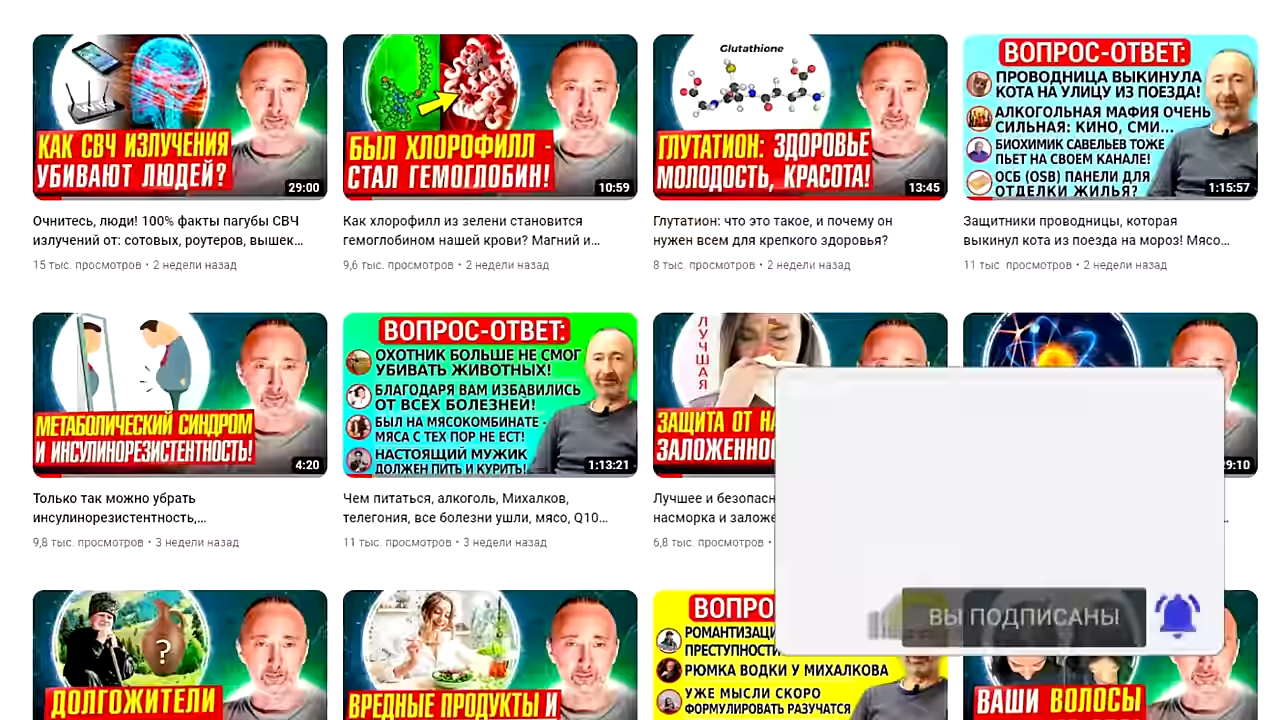 КАК СВЧ ИЗЛУЧЕНИЯ
УБИВАЮТ ЛЮДЕЙ?
29:00
Очнитесь, люди! 100% факты пагубы СВЧ
излучений от: сотовых, роутеров, вышек...
15 тыс. просмотров • 2 недели назад
БЫЛ ХЛОРОФИЛЛ -
СТАЛ ГЕМОГЛОБИН!
10:59
Как хлорофилл из зелени становится
гемоглобином нашей крови? Магний и...
9,6 тыс. просмотров • 2 недели назад
Glutathione
ГЛУТАТИОН: ЗДОРОВЬЕ
МОЛОДОСТЬ, КРАСОТА!
13:45
Глутатион: что это такое, и почему он
нужен всем для крепкого здоровья?
8 тыс. просмотров • 2 недели назад
ВОПРОС-ОТВЕТ:
ПРОВОДНИЦА ВЫКИНУЛА
КОТА НА УЛИЦУ ИЗ ПОЕЗДА!
АЛКОГОЛЬНАЯ МАФИЯ ОЧЕНЬ
СИЛЬНАЯ: КИНО, СМИ...
БИОХИМИК САВЕЛЬЕВ ТОЖЕ
ПЬЕТ НА СВОЕМ КАНАЛЕ!
ОСБ (OSB) ПАНЕЛИ ДЛЯ
ОТДЕЛКИ ЖИЛЬЯ?
1:15:57
Защитники проводницы, которая
выкинул кота из поезда на мороз! Мясо...
11 тыс. просмотров • 2 недели назад
МЕТАБОЛИЧЕСКИЙ СИНДРОМ
И ИНСУЛИНОРЕЗИСТЕНТНОСТЬ!
4:20
Только так можно убрать
инсулинорезистентность,...
9,8 тыс. просмотров • 3 недели назад
ВОПРОС-ОТВЕТ:
ОХОТНИК БОЛЬШЕ НЕ СМОГ
УБИВАТЬ ЖИВОТНЫХ!
БЛАГОДАРЯ ВАМ ИЗБАВИЛИСЬ
ОТ ВСЕХ БОЛЕЗНЕЙ!
БЫЛ НА МЯСОКОМБИНАТЕ -
МЯСА С ТЕХ ПОР НЕ ЕСТ!
НАСТОЯЩИЙ МУЖИК
ДОЛЖЕН ПИТЬ И КУРИТЬ!
1:13:21
Чем питаться, алкоголь, Михалков,
телегония, все болезни ушли, мясо, Q10...
11 тыс. просмотров • 3 недели назад
ЛУЧШАЯ
ЗАЩИТА ОТ НА
ЗАЛОЖЕННОС
Лучшее и безопасн
насморка и заложе
6,8 тыс. просмотров •
9:10
ВЫ ПОДПИСАНЫ
?
ДОЛГОЖИТЕЛИ
ВРЕДНЫЕ ПРОДУКТЫ И
ВОПРО
РОМАНТИЗАЦИ
ПРЕСТУПНОСТИ
РЮМКА ВОДКИ У МИХАЛКОВА
УЖЕ МЫСЛИ СКОРО
ФОРМУЛИРОВАТЬ РАЗУЧАТСЯ
ВАШИ ВОЛОСЫ